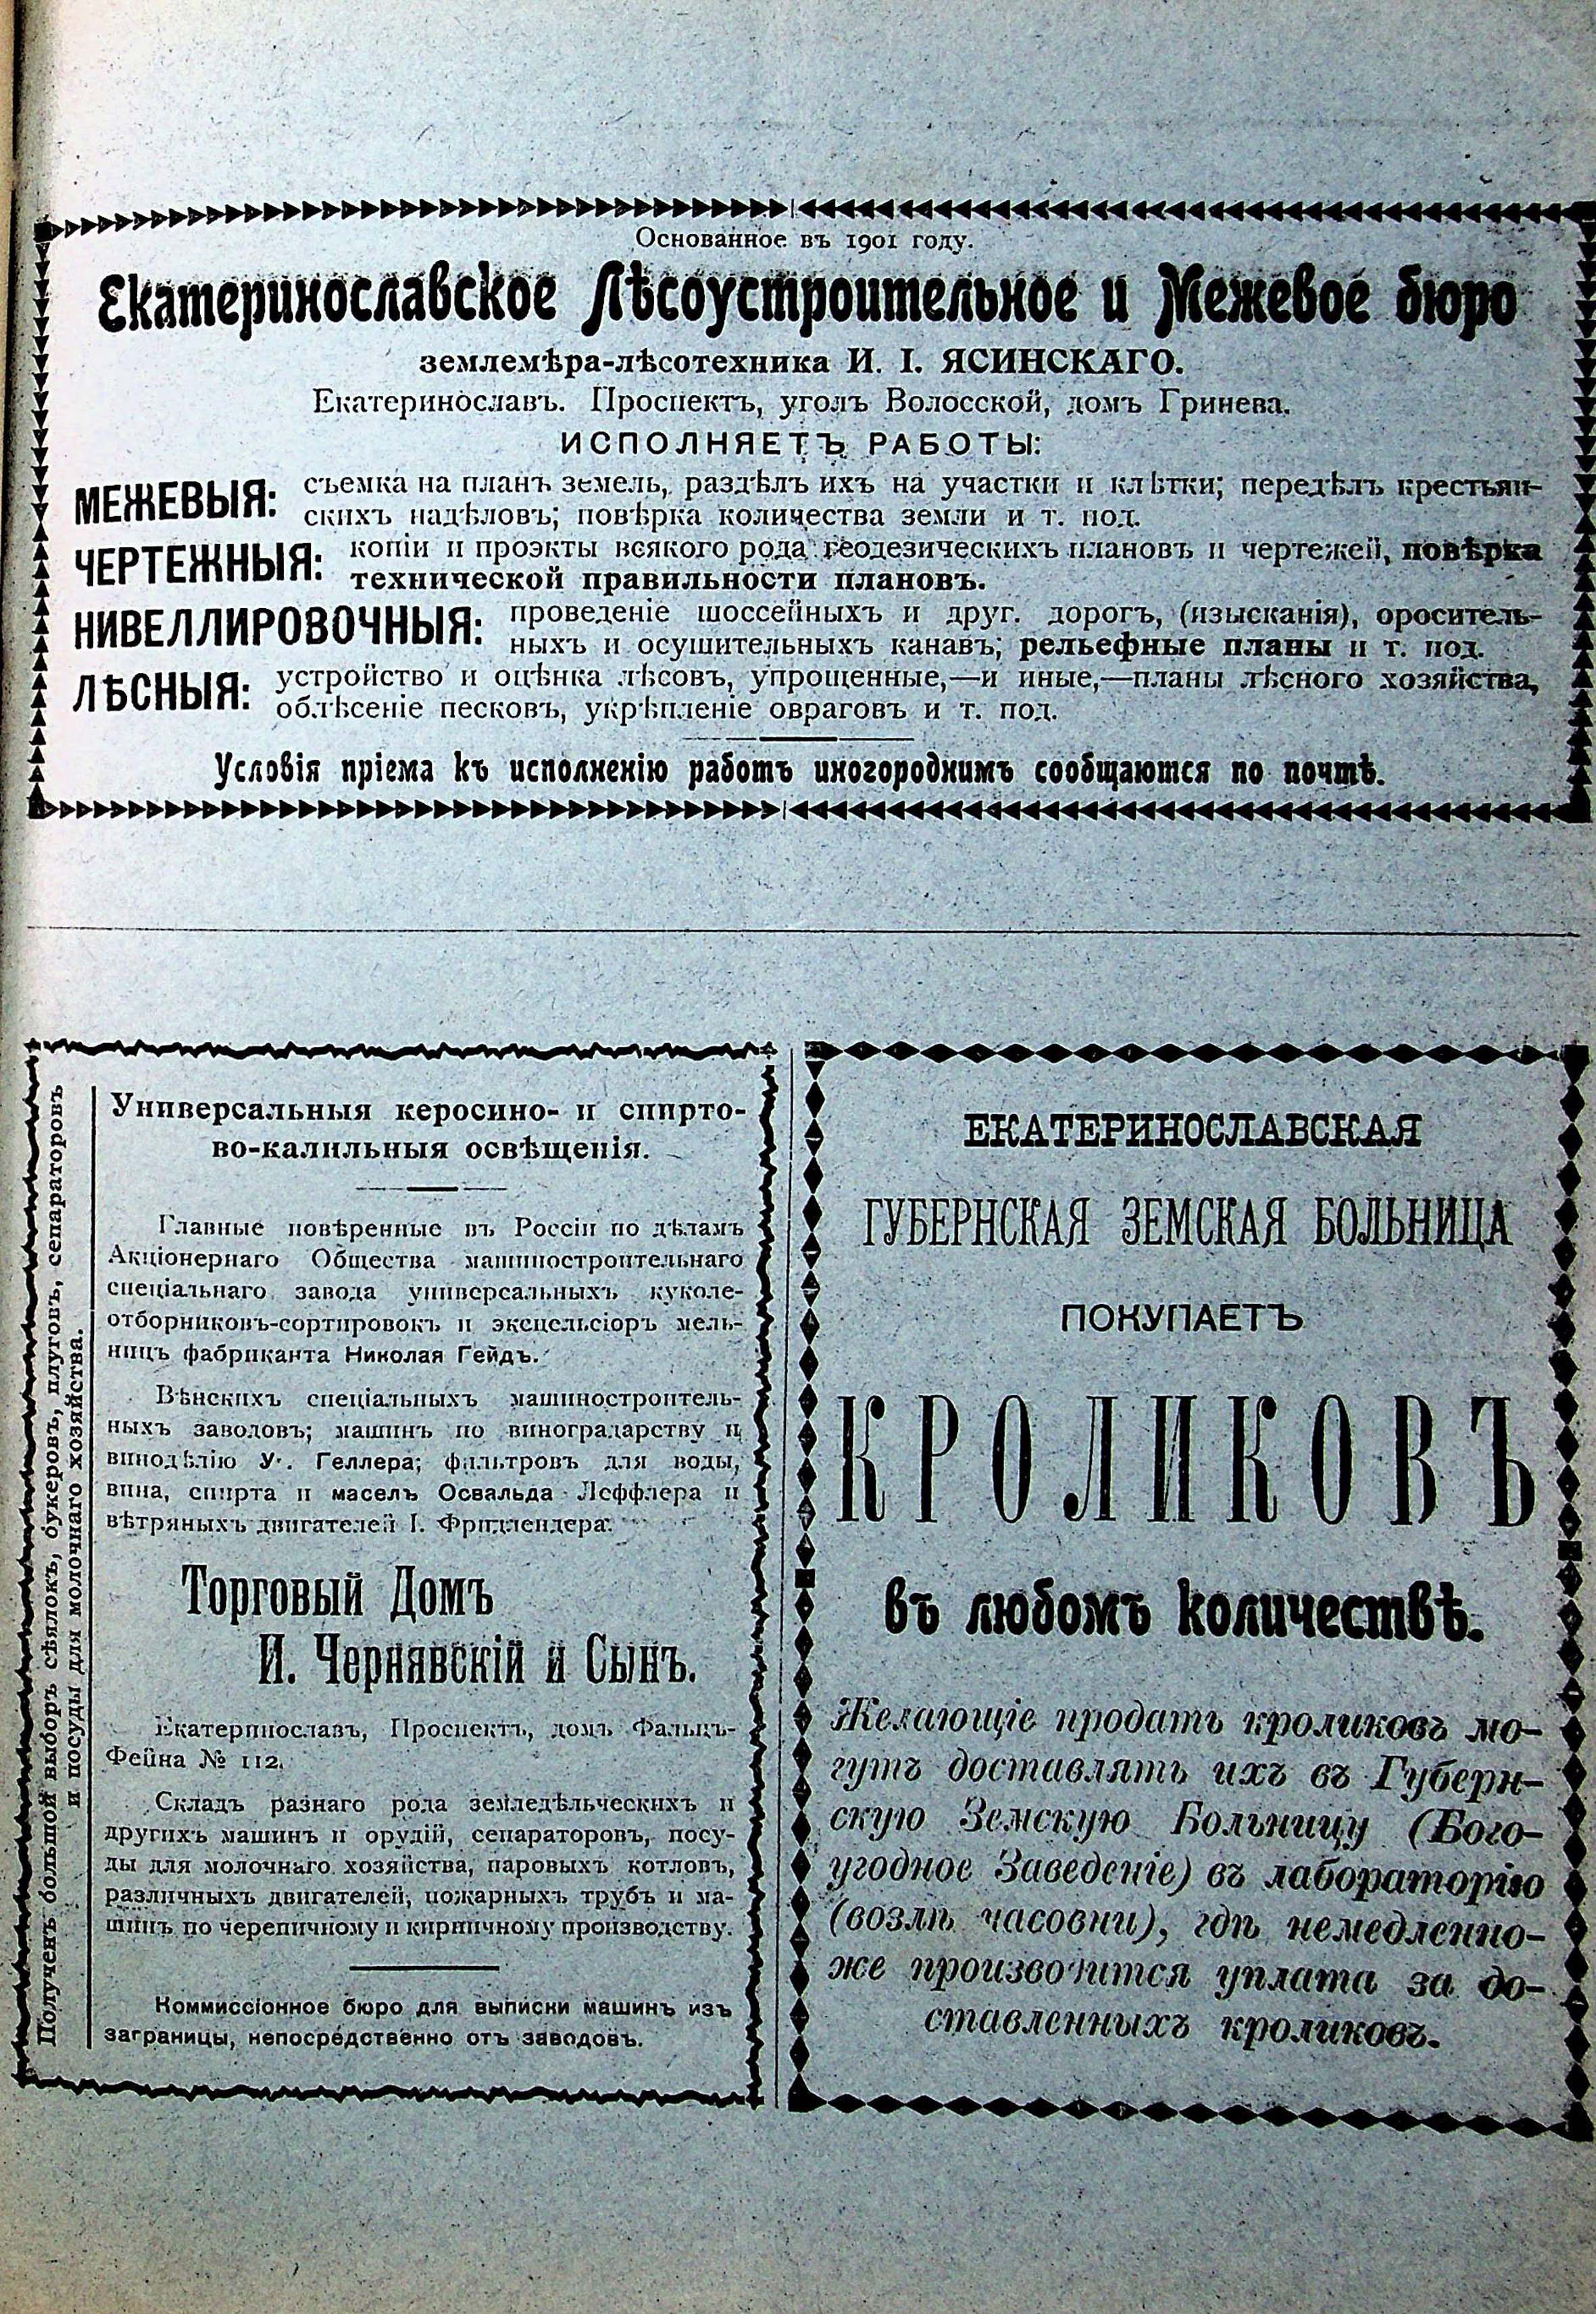 Основанное въ 1901 году.
Екатеринославское Лѣсоустроительное и Межевое бюро
землемѣра-лѣсотехника И. І. ЯСИНСКАГО.
Екатеринославъ. Проспектъ, уголъ Волосской, домъ Гринева.
ИСПОЛНЯЕТЪ РАБОТЫ:
МЕЖЕВЫЯ: съемка на планъ земель, раздѣлъ ихъ на участки и клѣтки; передѣлъ крестьян-
скихъ надѣловъ; повѣрка количества земли и т. под.
ЧЕРТЕЖНЫЯ: копіи и проэкты всякого рода геодезическихъ плановъ и чертежей, повѣрка
технической правильности плановъ.
НИВЕЛЛИРОВОЧНЫЯ: проведеніе шоссейныхъ и друг. дорогъ, (изысканія), ороситель-
ныхъ и осушительныхъ канавъ; рельефные планы и т. под.
ЛѢСНЫЯ: устройство и оцѣнка лѣсовъ, упрощенные,—и иные,—планы лѣсного хозяйства,
облѣсеніе песковъ, укрѣпленіе овраговъ и т. под.
Условія пріема къ исполненію работъ иногороднимъ сообщаются по почтѣ.
Полученъ большой выборъ сѣялокъ, букеровъ, плуговъ, сепараторовъ
и посуды для молочнаго хозяйства.
Универсальныя керосино- и спирто-
во-калильныя освѣщенія.
Главные повѣренные въ Россіи по дѣламъ
Акціонернаго Общества машиностроительнаго
спеціальнаго завода универсальныхъ куколе-
отборниковъ-сортировокъ и эксцельсіоръ мель-
ницъ фабриканта Николая Гейдъ.
Вѣнскихъ спеціальныхъ машиностроитель-
ныхъ заводовъ; машинъ по виноградарству и
винодѣлію У. Геллера; фильтровъ для воды,
вина, спирта и маселъ Освальда Леффлера и
вѣтряныхъ двигателей І. Фридлендера.
Торговый Домъ
И. Чернявскій и Сынъ.
Екатеринославъ, Проспектъ, домъ Фальцъ-
Фейна № 112.
Складъ разнаго рода земледѣльческихъ и
другихъ машинъ и орудій, сепараторовъ, посу-
ды для молочнаго хозяйства, паровыхъ котловъ,
различныхъ двигателей, пожарныхъ трубъ и ма-
шинъ по черепичному и кирпичному производству.
Коммиссіонное бюро для выписки машинъ изъ
заграницы, непосредственно отъ заводовъ.
ЕКАТЕРИНОСЛАВСКАЯ
ГУБЕРНСКАЯ ЗЕМСКАЯ БОЛЬНИЦА
ПОКУПАЕТЪ
КРОЛИКОВЪ
въ любомъ количествѣ.
Желающіе продать кроликовъ мо-
гутъ доставлять ихъ въ Губерн-
скую Земскую Больницу (Бого-
угодное Заведеніе) въ лабораторію
(возлѣ часовни), гдѣ немедленно-
же производится уплата за до-
ставленныхъ кроликовъ.